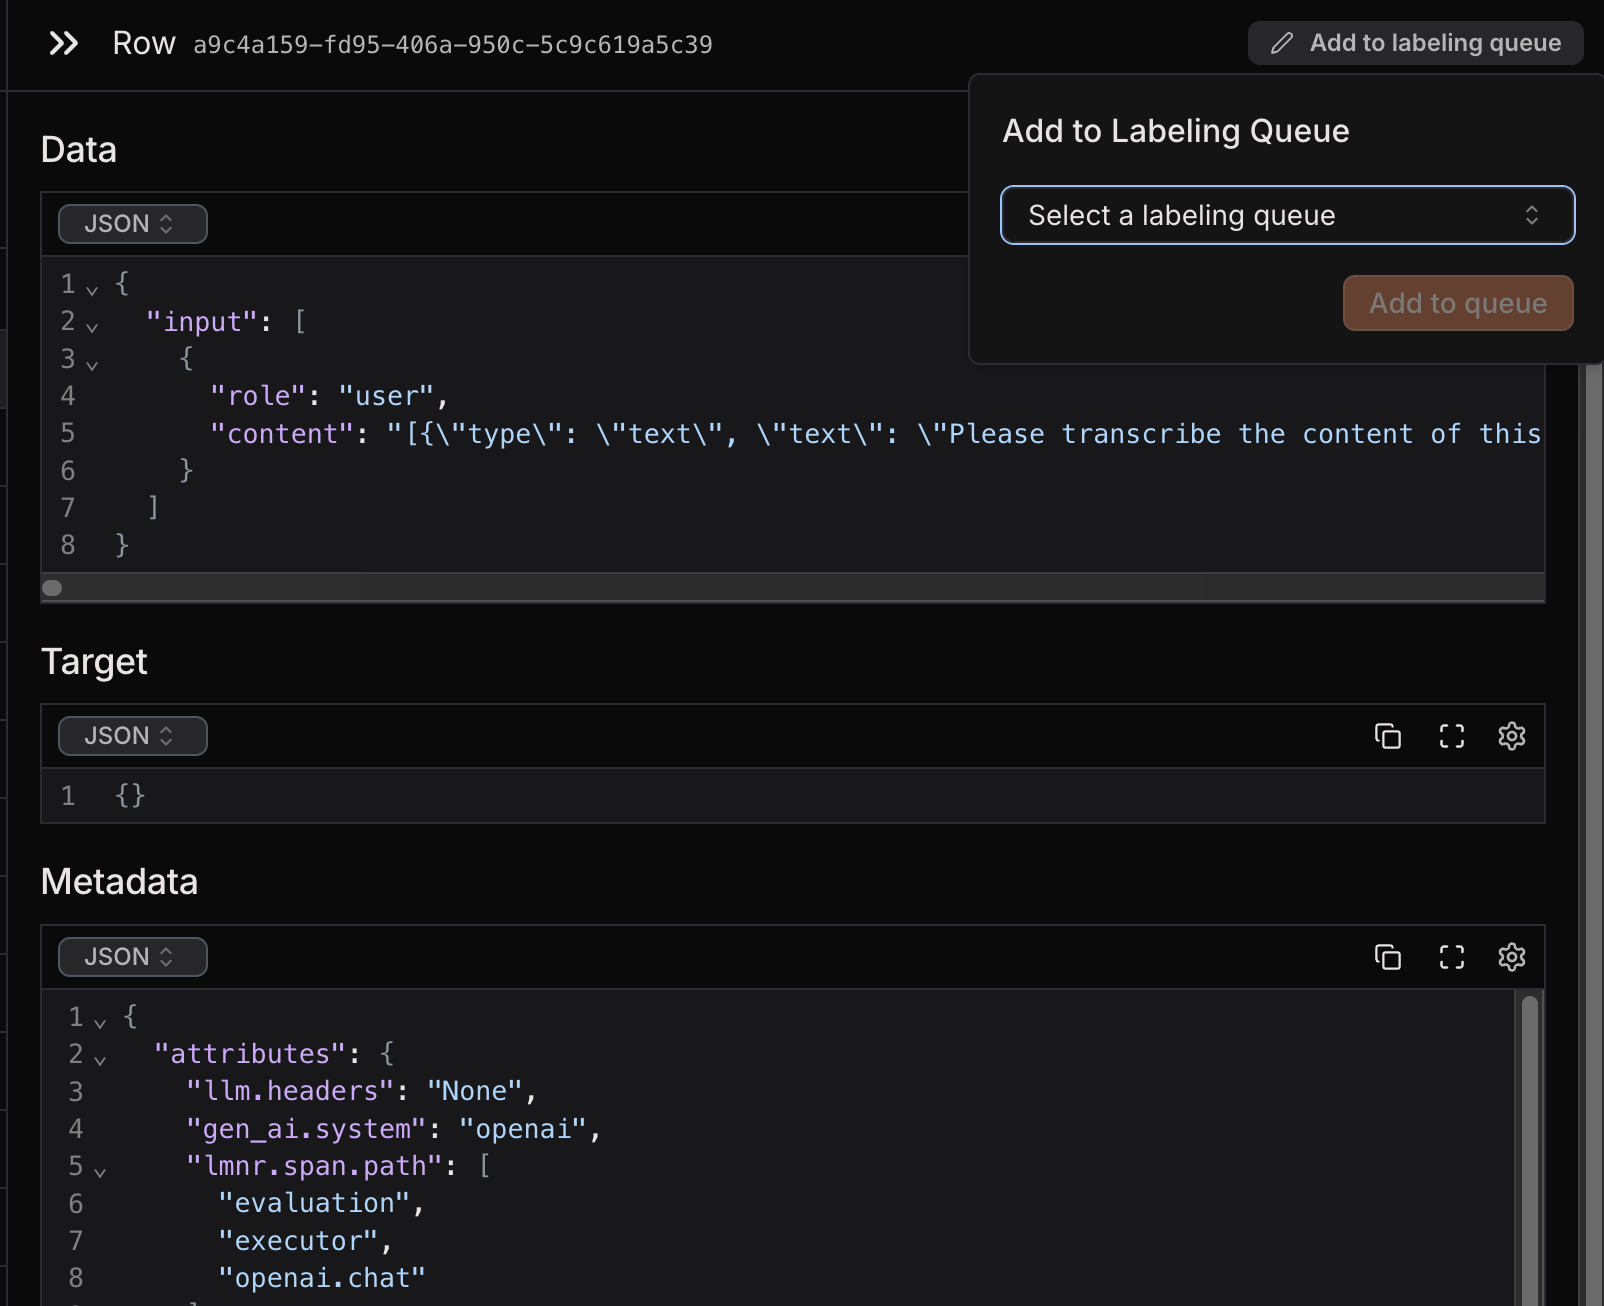 Row a9c4a159-fd95-406a-950c-5c9c619a5c39
Add to labeling queue
Add to Labeling Queue
Select a labeling queue
Add to queue
Data
JSON
1 {
2 "input": [
3 {
4 "role": "user",
5 "content": "[{\"type\": \"text\", \"text\": \"Please transcribe the content of this
6 }
7 ]
8 }
Target
JSON
1 {}
Metadata
JSON
1 {
2 "attributes": {
3 "llm.headers": "None",
4 "gen_ai.system": "openai",
5 "lmnr.span.path": [
6 "evaluation",
7 "executor",
8 "openai.chat"